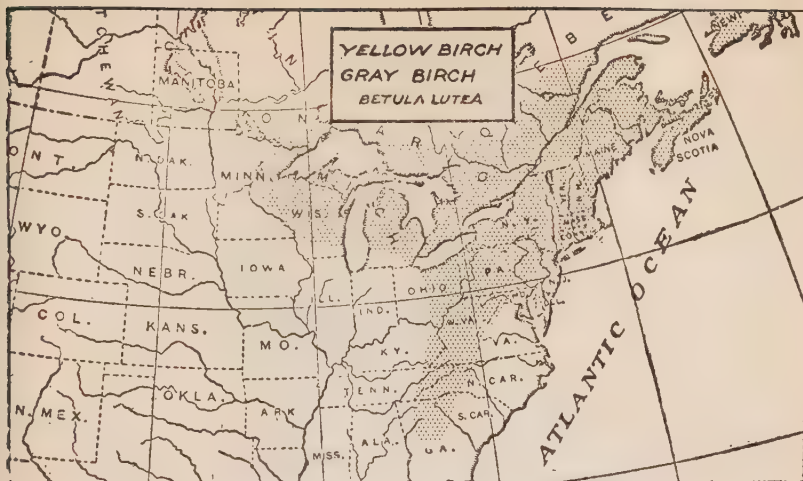 YELLOW BIRCH
GRAY BIRCH
BETULA LUTEA
MANITOBA
NOVA
SCOTIA
MAINE
ONT.
N. DAK.
MINN.
WIS.
S. DAK.
WYO.
N.Y.
NEBR.
IOWA
PA.
OHIO
ILL.
IND.
COL.
KANS.
MO.
W.VA.
VA.
KY.
TENN.
N. CAR.
OKLA.
ARK
S. CAR.
N. MEX.
MISS.
ALA.
GA.
ATLANTIC OCEAN